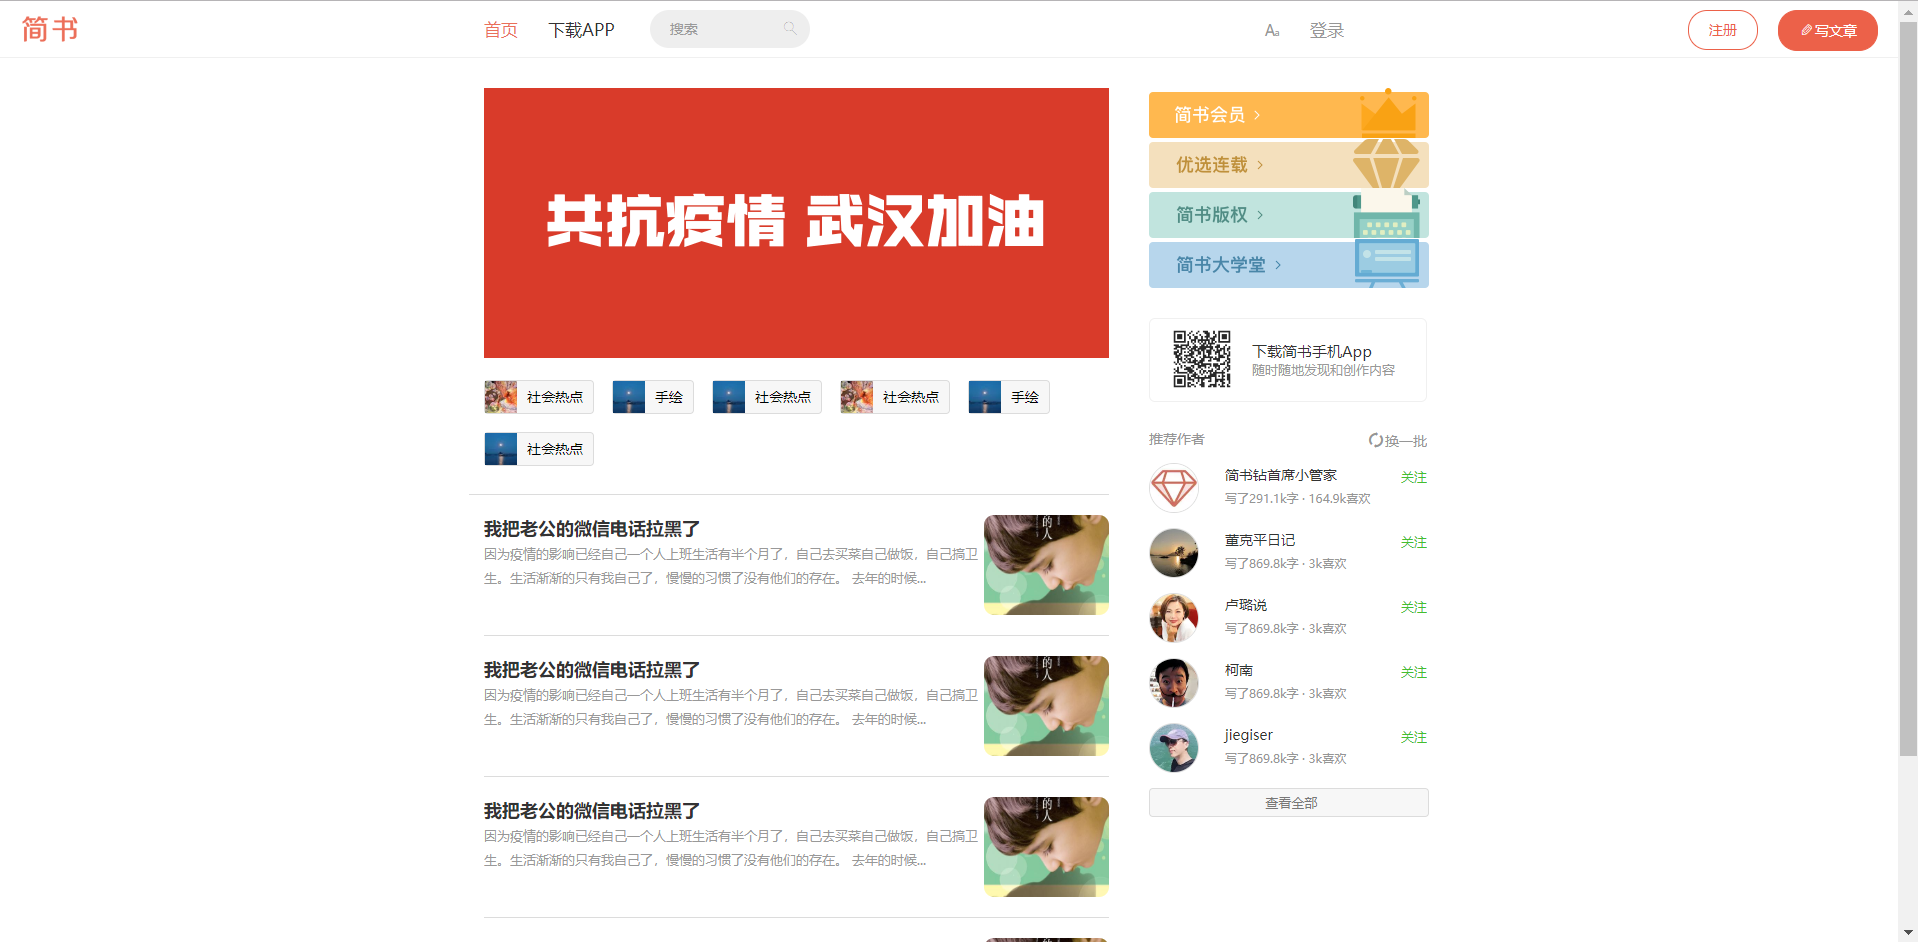 简书
首页
下载APP
搜索
Aa
登录
注册
写文章
共抗疫情 武汉加油
社会热点
手绘
社会热点
社会热点
手绘
社会热点
我把老公的微信电话拉黑了
因为疫情的影响已经自己一个人上班生活有半个月了，自己去买菜自己做饭，自己搞卫
生。生活渐渐的只有我自己了，慢慢的习惯了没有他们的存在。 去年的时候...
的人
我把老公的微信电话拉黑了
因为疫情的影响已经自己一个人上班生活有半个月了，自己去买菜自己做饭，自己搞卫
生。生活渐渐的只有我自己了，慢慢的习惯了没有他们的存在。 去年的时候...
的人
我把老公的微信电话拉黑了
因为疫情的影响已经自己一个人上班生活有半个月了，自己去买菜自己做饭，自己搞卫
生。生活渐渐的只有我自己了，慢慢的习惯了没有他们的存在。 去年的时候...
的人
简书会员 >
优选连载 >
简书版权 >
简书大学堂 >
下载简书手机App
随时随地发现和创作内容
推荐作者
换一批
简书钻首席小管家
关注
写了291.1k字 · 164.9k喜欢
董克平日记
关注
写了869.8k字 · 3k喜欢
卢璐说
关注
写了869.8k字 · 3k喜欢
柯南
关注
写了869.8k字 · 3k喜欢
jiegiser
关注
写了869.8k字 · 3k喜欢
查看全部